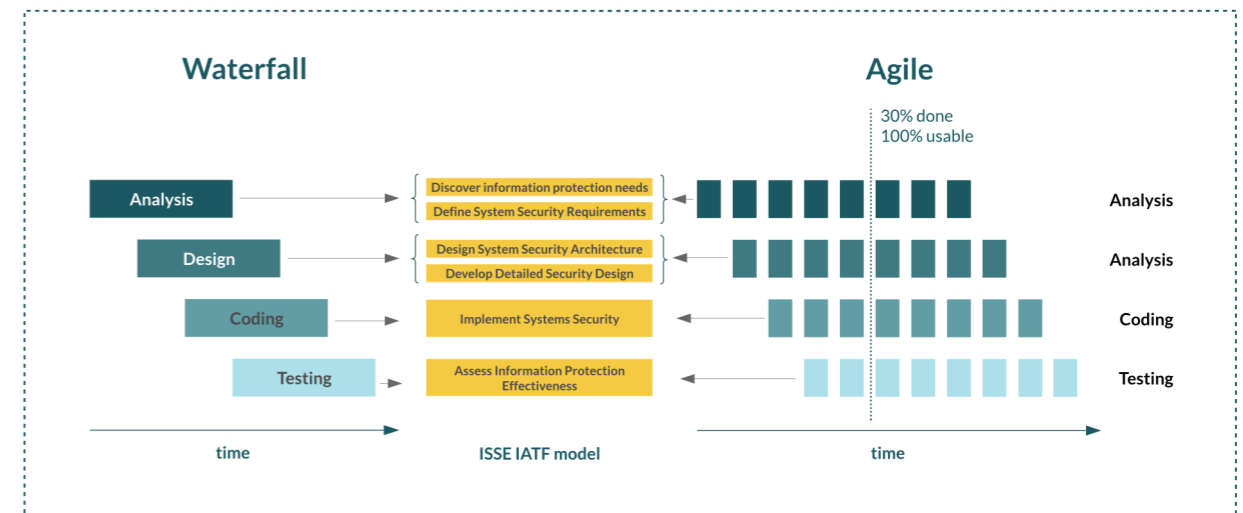 Waterfall
Agile
30% done
100% usable
Analysis
Discover information protection needs
Define System Security Requirements
Analysis
Design
Design System Security Architecture
Develop Detailed Security Design
Analysis
Coding
Implement Systems Security
Coding
Testing
Assess Information Protection
Effectiveness
Testing
time
ISSE IATF model
time